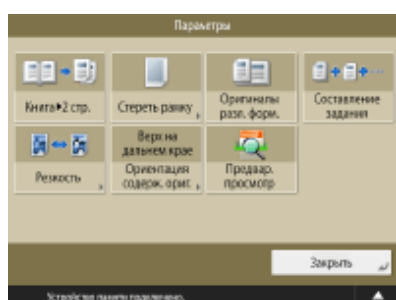 Параметры
Книга▶2 стр.
Стереть рамку
Оригиналы
разл. форм.
Составление
задания
Резкость
Верх на
дальнем крае
Ориентация
содерж. ориг.
Предвар.
просмотр
Закрыть
Устройство памяти подключено.